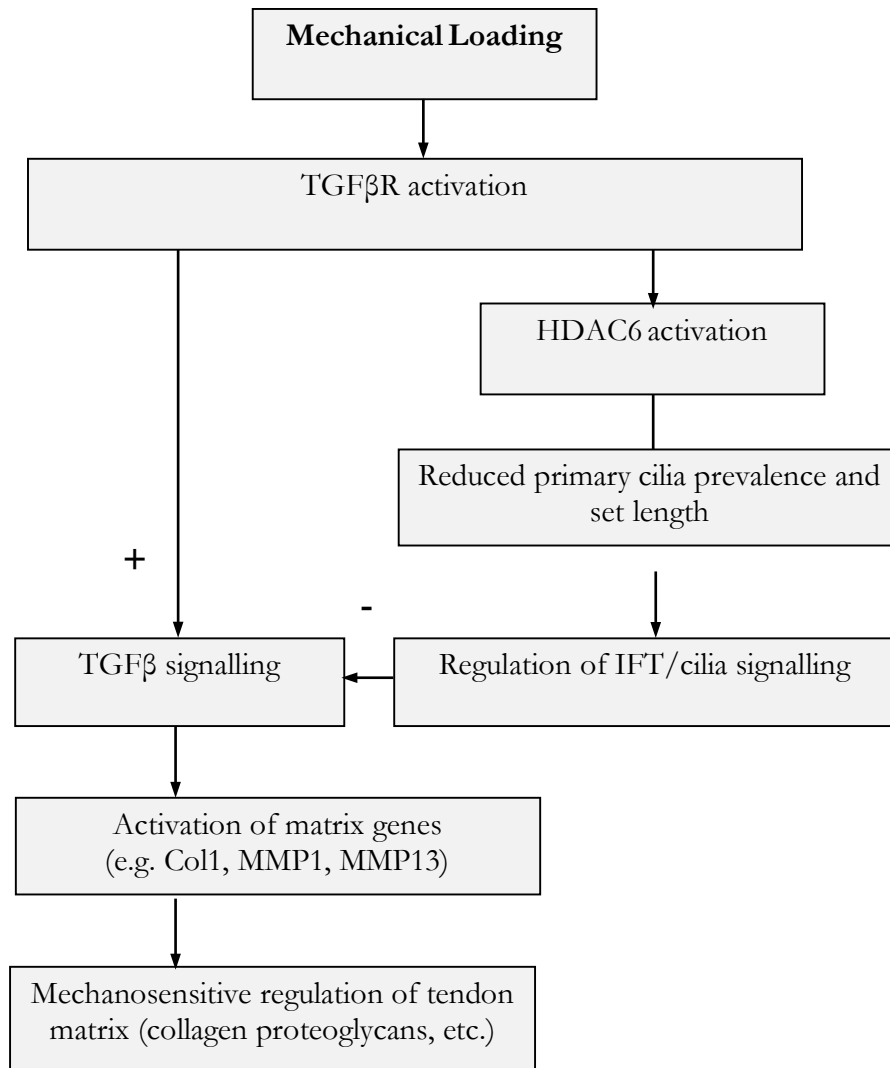 Mechanical Loading
TGFβR activation
HDAC6 activation
Reduced primary cilia prevalence and
set length
+
-
TGFβ signalling
Regulation of IFT/cilia signalling
Activation of matrix genes
(e.g. Col1, MMP1, MMP13)
Mechanosensitive regulation of tendon
matrix (collagen proteoglycans, etc.)